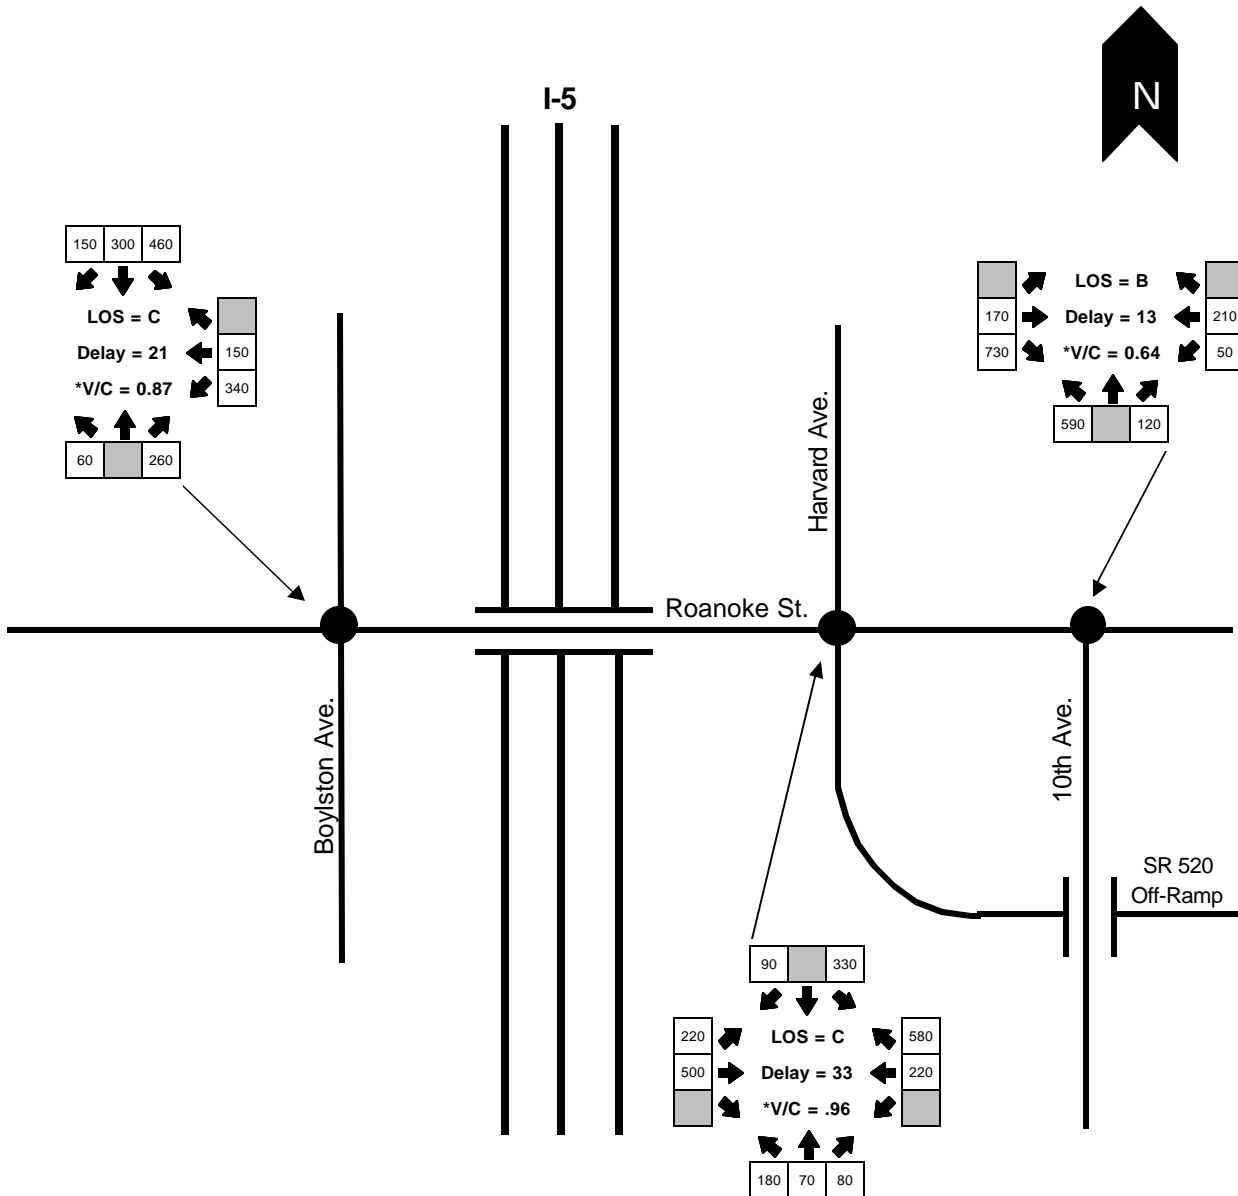 N
I-5
150 300 460
LOS = C
Delay = 21 150
*V/C = 0.87 340
60 260
LOS = B
170 Delay = 13 210
730 *V/C = 0.64 50
590 120
Harvard Ave.
Roanoke St.
Boylston Ave.
10th Ave.
SR 520
Off-Ramp
90 330
220 LOS = C 580
500 Delay = 33 220
*V/C = .96
180 70 80